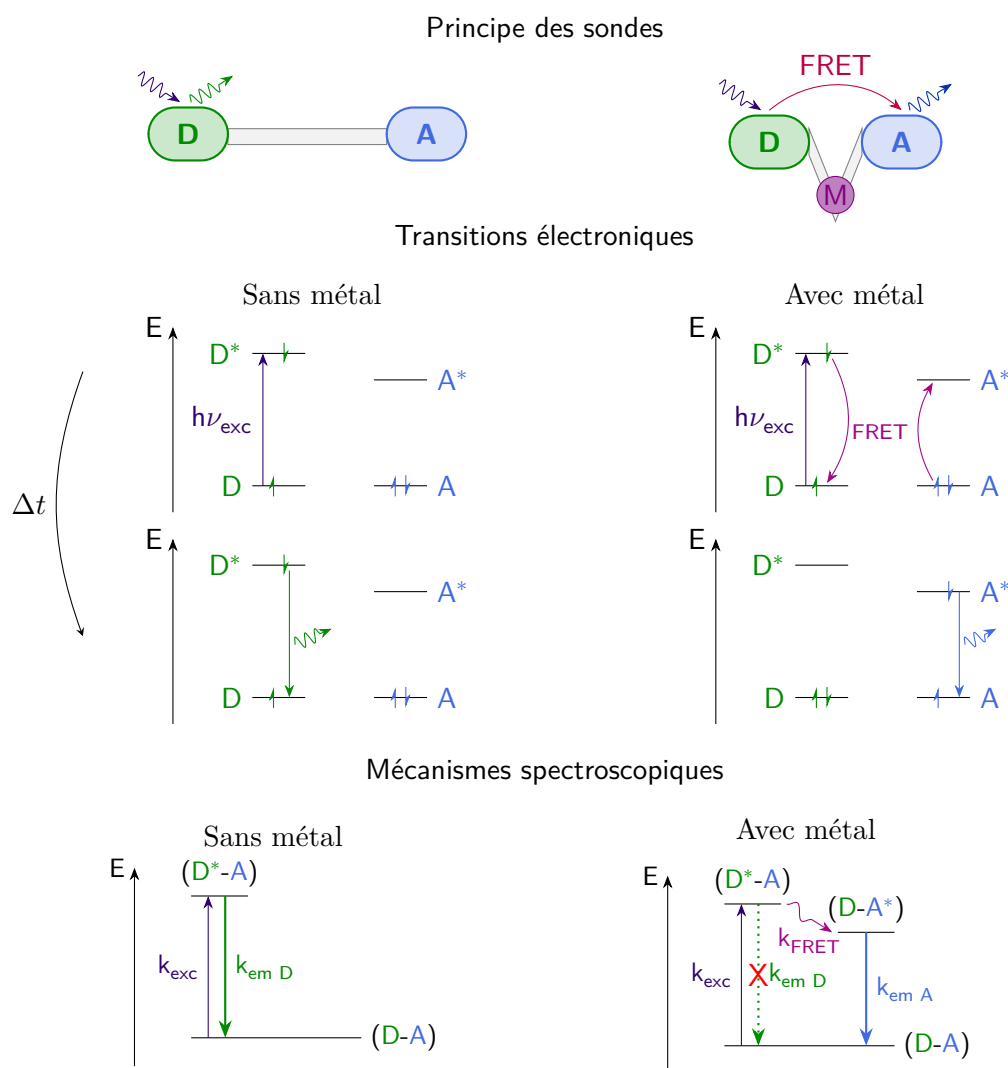 Principe des sondes
FRET
D A D A
M
Transitions électroniques
Sans métal Avec métal
E E
D* D*
A* A*
hνexc hνexc FRET
D A D A
Δt
E E
D* D*
A* A*
D A D A
Mécanismes spectroscopiques
Sans métal Avec métal
E (D*-A) E (D*-A)
(D-A*)
kFRET
kexc kem D kexc X kem D kem A
(D-A) (D-A)